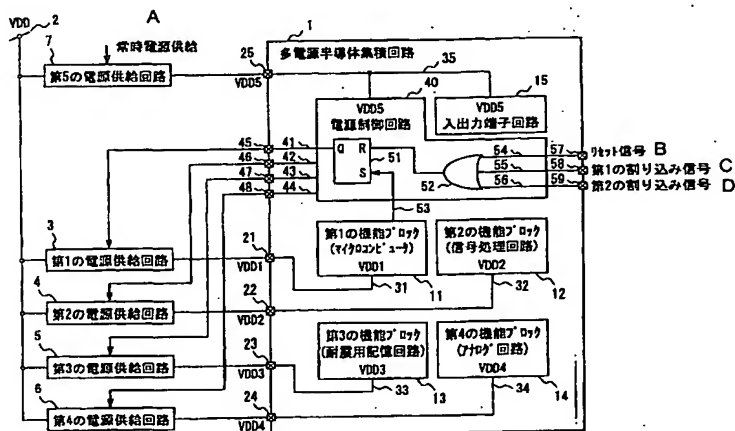 A
1
VDD 2
常時電源供給
7
第5の電源供給回路
25
VDD5
多電源半導体集積回路
35
40
15
VDD5
電源制御回路
VDD5
入出力端子回路
45 41
46 42
47 43
48 44
Q R
S
51
52
53
54 57 リセット信号 B
55 58 第1の割り込み信号 C
56 59 第2の割り込み信号 D
3
第1の電源供給回路
21
VDD1
第1の機能ブロック
(マイクロコンピュータ)
VDD1
31 11
第2の機能ブロック
(信号処理回路)
VDD2
32 12
4
第2の電源供給回路
22
VDD2
5
第3の電源供給回路
23
VDD3
第3の機能ブロック
(耐震用記憶回路)
VDD3
33 13
第4の機能ブロック
(アナログ回路)
VDD4
34 14
6
第4の電源供給回路
24
VDD4